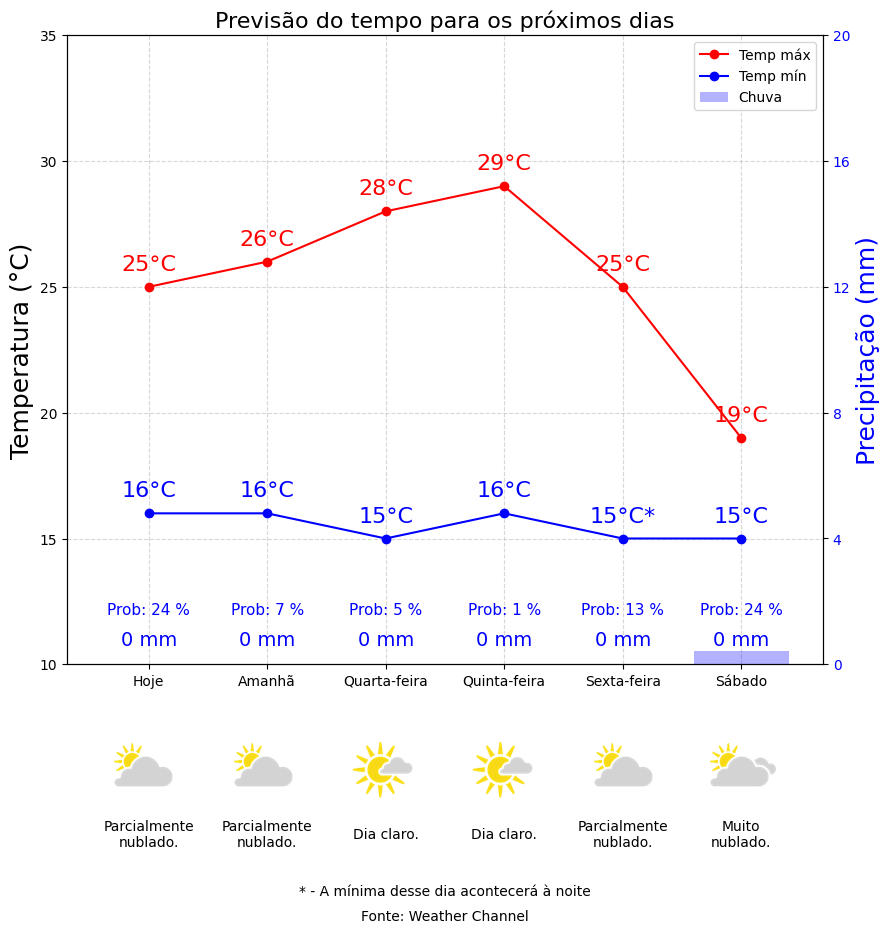 Previsão do tempo para os próximos dias
Temperatura (°C)
Precipitação (mm)
35
30
25
20
15
10
20
16
12
8
4
0
Temp máx
Temp mín
Chuva
25°C
26°C
28°C
29°C
25°C
19°C
16°C
16°C
15°C
16°C
15°C*
15°C
Prob: 24 %
Prob: 7 %
Prob: 5 %
Prob: 1 %
Prob: 13 %
Prob: 24 %
0 mm
0 mm
0 mm
0 mm
0 mm
0 mm
Hoje
Amanhã
Quarta-feira
Quinta-feira
Sexta-feira
Sábado
Parcialmente
nublado.
Parcialmente
nublado.
Dia claro.
Dia claro.
Parcialmente
nublado.
Muito
nublado.
* - A mínima desse dia acontecerá à noite
Fonte: Weather Channel